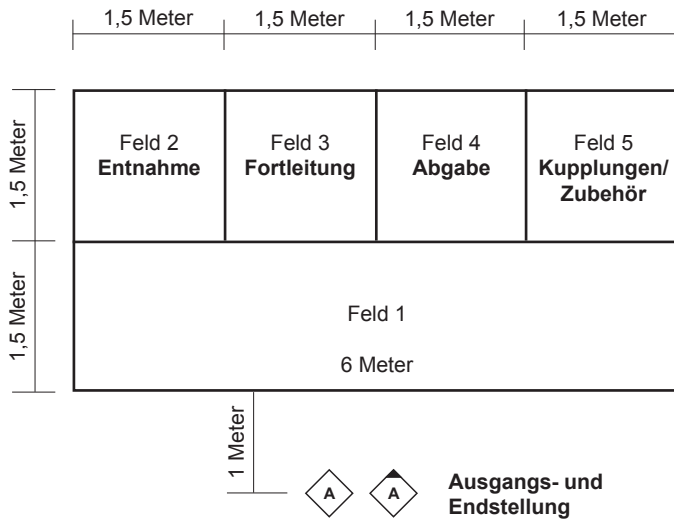 1,5 Meter 1,5 Meter 1,5 Meter 1,5 Meter
1,5 Meter
Feld 2
Entnahme
Feld 3
Fortleitung
Feld 4
Abgabe
Feld 5
Kupplungen/
Zubehör
1,5 Meter
Feld 1
6 Meter
1 Meter
A
A
Ausgangs- und
Endstellung